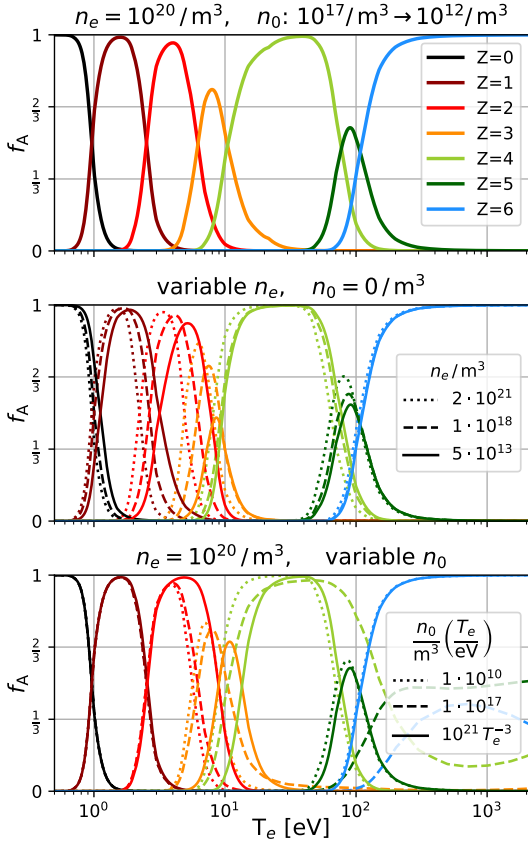 n_e = 10^20 / m^3, n_0: 10^17 / m^3 → 10^12 / m^3
1
2/3
1/3
0
f_A
Z=0
Z=1
Z=2
Z=3
Z=4
Z=5
Z=6
variable n_e, n_0 = 0 / m^3
1
2/3
1/3
0
f_A
n_e / m^3
2 · 10^21
1 · 10^18
5 · 10^13
n_e = 10^20 / m^3, variable n_0
1
2/3
1/3
0
f_A
n_0/m^3 (T_e/eV)
1 · 10^10
1 · 10^17
10^21 T_e^-3
10^0 10^1 10^2 10^3
T_e [eV]